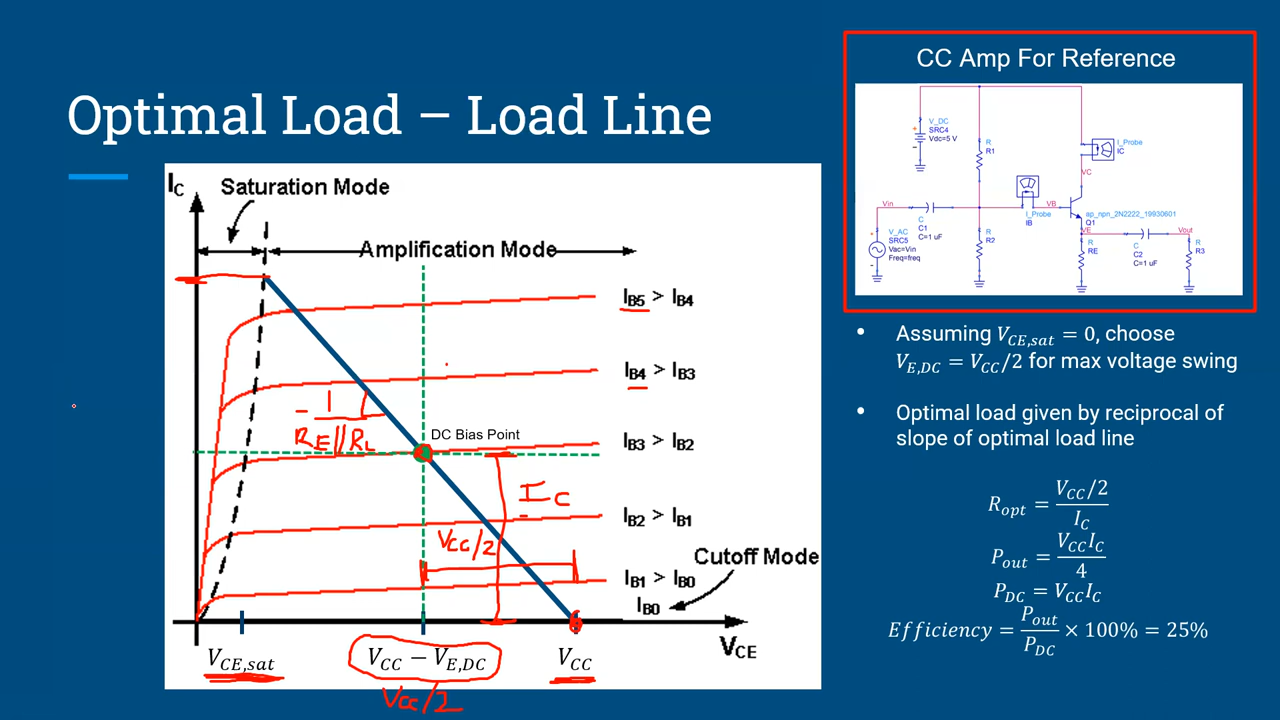 Optimal Load – Load Line
I_C
Saturation Mode
Amplification Mode
I_B5 > I_B4
I_B4 > I_B3
- 1
R_E//R_L
DC Bias Point
I_B3 > I_B2
I_C
I_B2 > I_B1
V_CC/2
Cutoff Mode
I_B1 > I_B0
I_B0
V_CE
V_CE,sat
V_CC − V_E,DC
V_CC
V_CC/2
CC Amp For Reference
V_DC
SRC4
Vdc=5 V
R
R1
I_Probe
IC
VC
Vin
C
C1
C=1 uF
I_Probe
IB
VB
ap_npn_2N2222_19930601
Q1
VE
Vout
V_AC
SRC5
Vac=Vin
Freq=freq
R
R2
R
RE
C
C2
C=1 uF
R
R3
• Assuming V_CE,sat = 0, choose
V_E,DC = V_CC/2 for max voltage swing
• Optimal load given by reciprocal of
slope of optimal load line
R_opt = (V_CC/2)/I_C
P_out = V_CC I_C/4
P_DC = V_CC I_C
Efficiency = P_out/P_DC × 100% = 25%